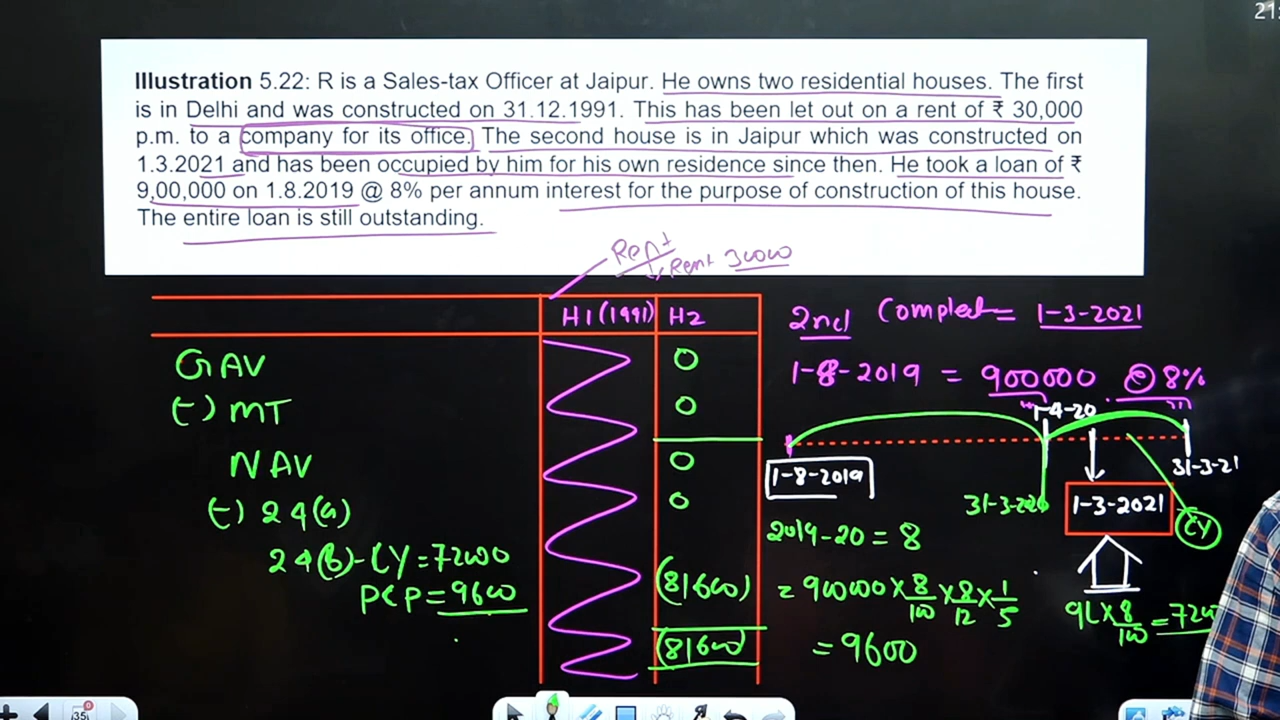 21:
Illustration 5.22: R is a Sales-tax Officer at Jaipur. He owns two residential houses. The first
is in Delhi and was constructed on 31.12.1991. This has been let out on a rent of ₹ 30,000
p.m. to a company for its office. The second house is in Jaipur which was constructed on
1.3.2021 and has been occupied by him for his own residence since then. He took a loan of ₹
9,00,000 on 1.8.2019 @ 8% per annum interest for the purpose of construction of this house.
The entire loan is still outstanding.
Rent
Rent 30000
H1 (1991) H2
GAV 0
(-) MT 0
NAV 0
(-) 24(a) 0
24(b)-CY = 72000
PCP = 9600 (81600)
(81600)
2nd Complet = 1-3-2021
1-8-2019 = 900000 @ 8%
1-4-20
1-8-2019 31-3-2020 1-3-2021 31-3-21
CY
2019-20 = 8
= 900000 × 8/100 × 8/12 × 1/5
= 9600
9L × 8/100 = 720
35